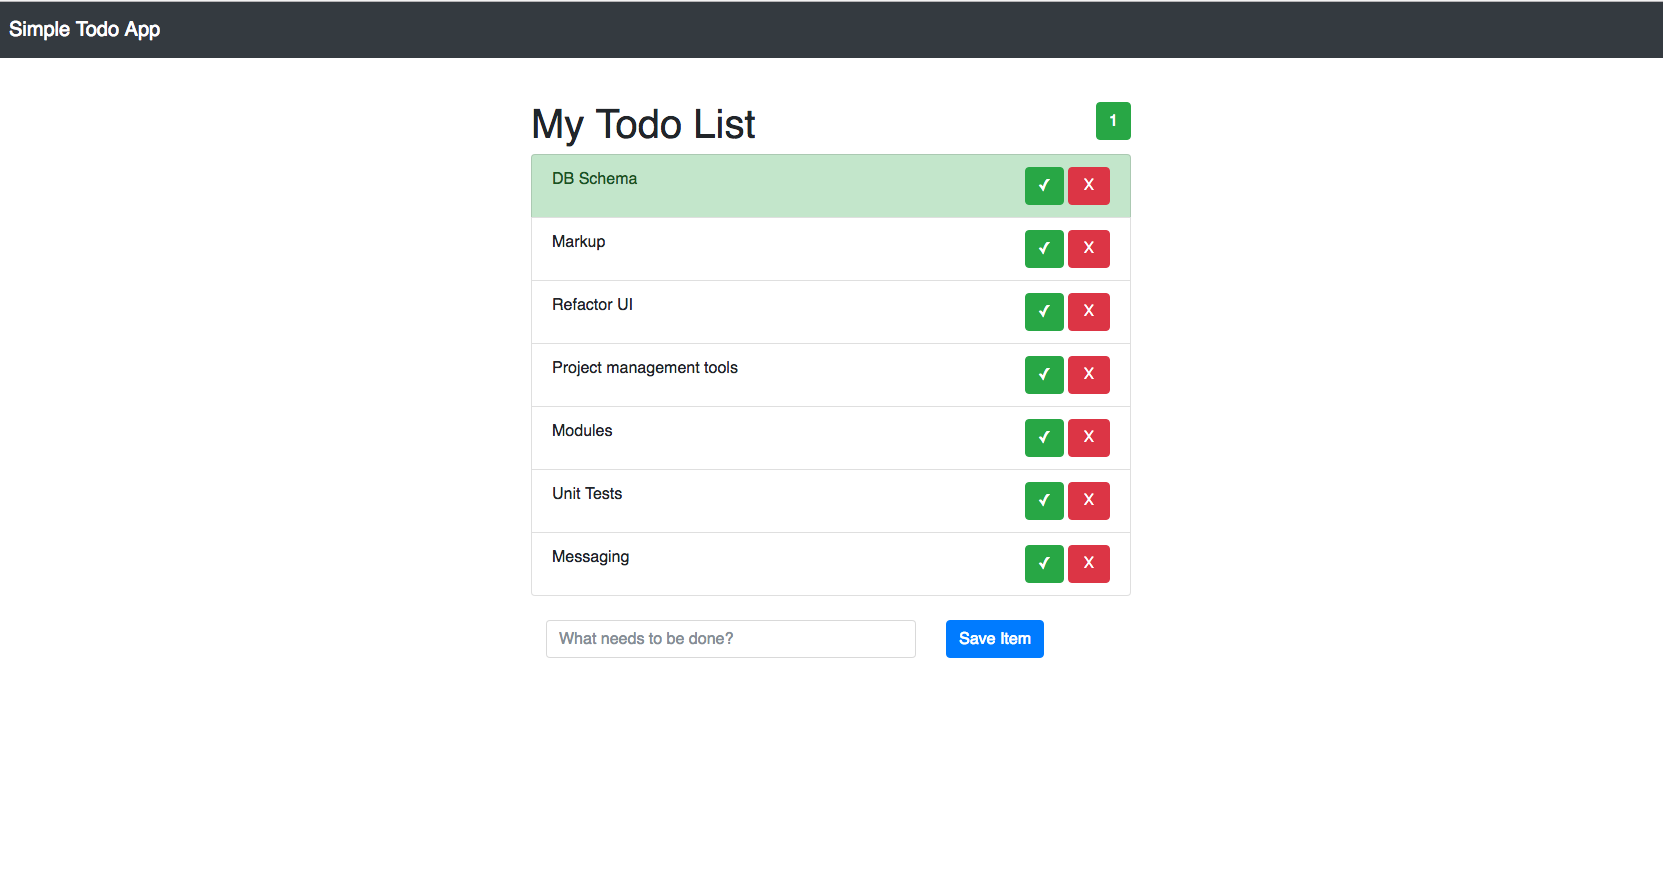 Simple Todo App
My Todo List 1
DB Schema ✓ X
Markup ✓ X
Refactor UI ✓ X
Project management tools ✓ X
Modules ✓ X
Unit Tests ✓ X
Messaging ✓ X
What needs to be done? Save Item